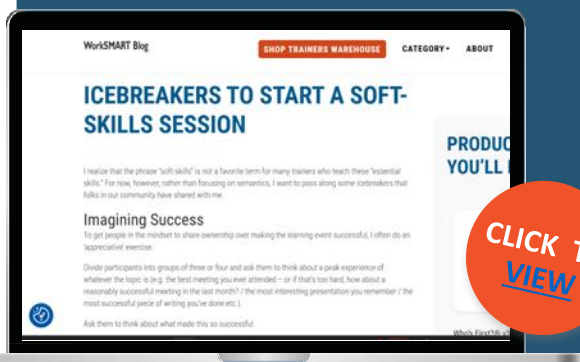 WorkSMART Blog
SHOP TRAINERS WAREHOUSE
CATEGORY
ABOUT
ICEBREAKERS TO START A SOFT-
SKILLS SESSION
I realize that the phrase "soft skills" is not a favorite term for many trainers who teach these "essential
skills." For now, however, rather than focusing on semantics, I want to pass along some icebreakers that
folks in our community have shared with me.
Imagining Success
To get people in the mindset to share ownership over making the learning event successful, I often do an
'appreciative' exercise.
Divide participants into groups of three or four and ask them to think about a peak experience of
whatever the topic is (e.g. the best meeting you ever attended – or if that's too hard, how about a
reasonably successful meeting in the last month? / the most interesting presentation you remember / the
most successful piece of writing you've done etc.).
Ask them to think about what made this so successful.
PRODUC
YOU'LL
CLICK T
VIEW
Who's First?®